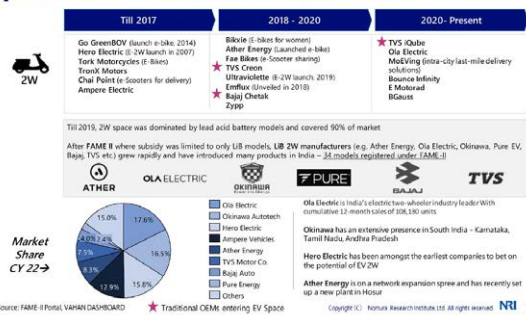 Till 2017
2018 - 2020
2020- Present
2W
Go GreenBOV (launch e-bike, 2014)
Hero Electric (E-2W launch in 2007)
Tork Motorcycles (E-Bikes)
TronX Motors
Chai Point (e-Scooters for delivery)
Ampere Electric
Bikxie (E-bikes for women)
Ather Energy (Launched e-bike)
Fae Bikes (e-Scooter sharing)
TVS Creon
Ultraviolette (E-2W launch, 2019)
Emflux (Unveiled in 2018)
Bajaj Chetak
Zypp
TVS iQube
Ola Electric
MoEVing (intra-city last-mile delivery
solutions)
Bounce Infinity
E Motorad
BGauss
Till 2019, 2W space was dominated by lead acid battery models and covered 90% of market
After FAME II where subsidy was limited to only LiB models, LiB 2W manufacturers (e.g. Ather Energy, Ola Electric, Okinawa, Pure EV,
Bajaj, TVS etc.) grew rapidly and have introduced many products in India – 34 models registered under FAME-II
ATHER
OLA ELECTRIC
OKINAWA
PURE
BAJAJ
TVS
Market
Share
CY 22
17.6%
16.5%
15.8%
12.9%
8.3%
7.5%
4.0%
2.4%
15.0%
Ola Electric
Okinawa Autotech
Hero Electric
Ampere Vehicles
Ather Energy
TVS Motor Co.
Bajaj Auto
Pure Energy
Others
Ola Electric is India's electric two-wheeler industry leader With
cumulative 12-month sales of 108,130 units
Okinawa has an extensive presence in South India – Karnataka,
Tamil Nadu, Andhra Pradesh
Hero Electric has been amongst the earliest companies to bet on
the potential of EV 2W
Ather Energy is on a network expansion spree and has recently set
up a new plant in Hosur
ource: FAME-II Portal, VAHAN DASHBOARD
Traditional OEMs entering EV Space
Copyright (C) Nomura Research Institute, Ltd. All rights reserved. NRI